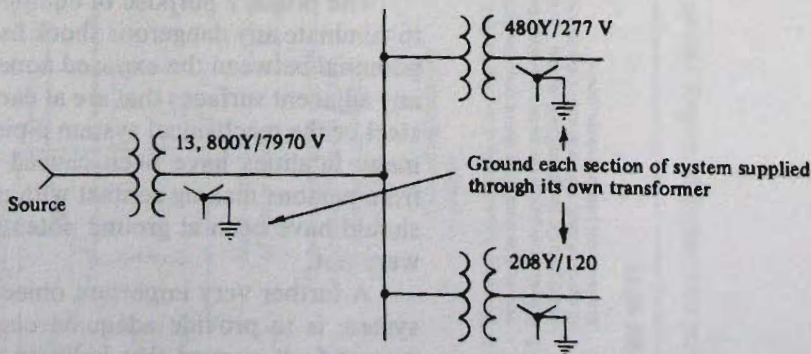 480Y/277 V
13,800Y/7970 V
Source
Ground each section of system supplied
through its own transformer
208Y/120